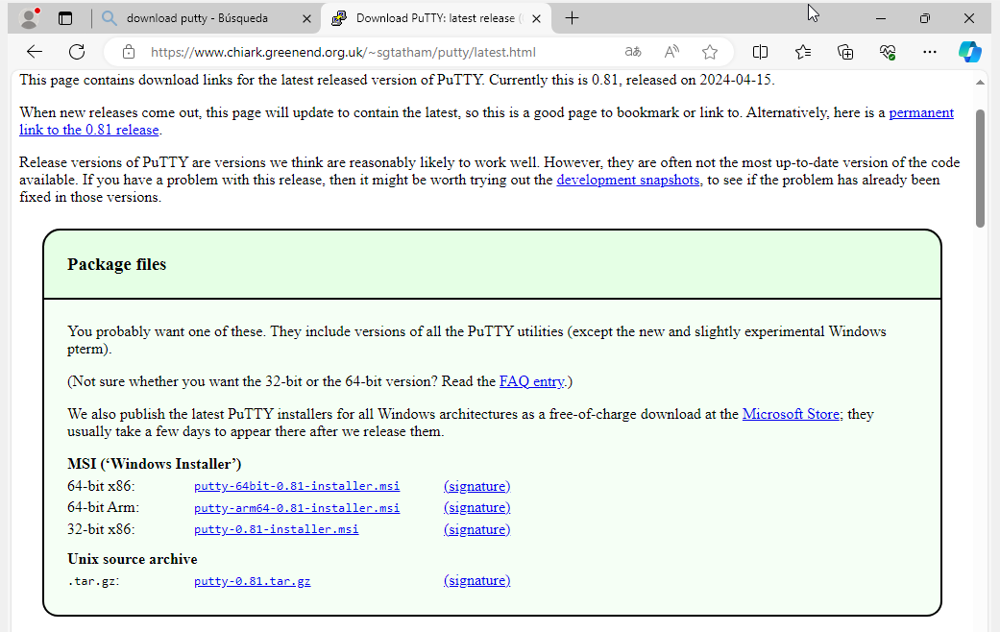 download putty - Búsqueda
Download PuTTY: latest release (
https://www.chiark.greenend.org.uk/~sgtatham/putty/latest.html
This page contains download links for the latest released version of PuTTY. Currently this is 0.81, released on 2024-04-15.
When new releases come out, this page will update to contain the latest, so this is a good page to bookmark or link to. Alternatively, here is a permanent
link to the 0.81 release.
Release versions of PuTTY are versions we think are reasonably likely to work well. However, they are often not the most up-to-date version of the code
available. If you have a problem with this release, then it might be worth trying out the development snapshots, to see if the problem has already been
fixed in those versions.
Package files
You probably want one of these. They include versions of all the PuTTY utilities (except the new and slightly experimental Windows
pterm).
(Not sure whether you want the 32-bit or the 64-bit version? Read the FAQ entry.)
We also publish the latest PuTTY installers for all Windows architectures as a free-of-charge download at the Microsoft Store; they
usually take a few days to appear there after we release them.
MSI (‘Windows Installer’)
64-bit x86: putty-64bit-0.81-installer.msi (signature)
64-bit Arm: putty-arm64-0.81-installer.msi (signature)
32-bit x86: putty-0.81-installer.msi (signature)
Unix source archive
.tar.gz: putty-0.81.tar.gz (signature)